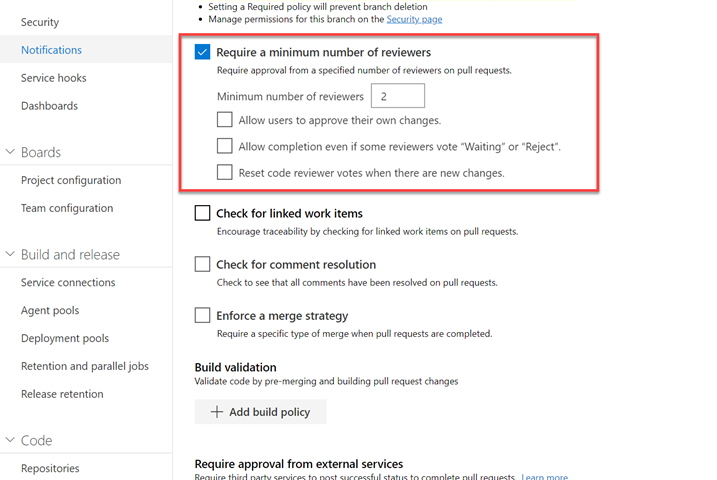 Security
Notifications
Service hooks
Dashboards
Boards
Project configuration
Team configuration
Build and release
Service connections
Agent pools
Deployment pools
Retention and parallel jobs
Release retention
Code
Repositories
• Setting a Required policy will prevent branch deletion
• Manage permissions for this branch on the Security page
Require a minimum number of reviewers
Require approval from a specified number of reviewers on pull requests.
Minimum number of reviewers 2
Allow users to approve their own changes.
Allow completion even if some reviewers vote “Waiting” or “Reject”.
Reset code reviewer votes when there are new changes.
Check for linked work items
Encourage traceability by checking for linked work items on pull requests.
Check for comment resolution
Check to see that all comments have been resolved on pull requests.
Enforce a merge strategy
Require a specific type of merge when pull requests are completed.
Build validation
Validate code by pre-merging and building pull request changes
+ Add build policy
Require approval from external services
Require third party services to post successful status to complete pull requests. Learn more